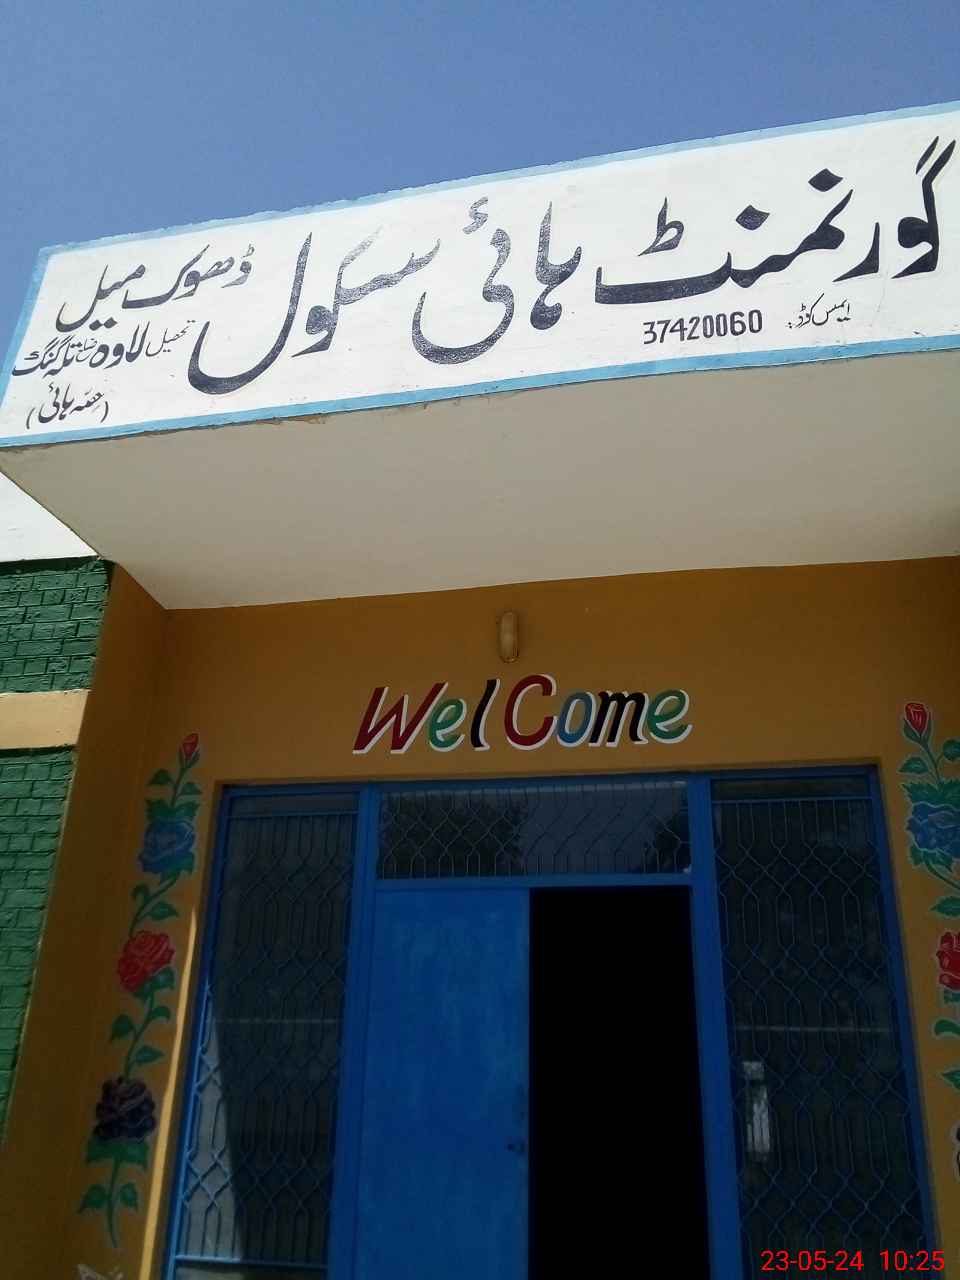 گورنمنٹ ہائی سکول ڈھوک میل
تحصیل لاوہ ضلع تلہ گنگ
(حصہ ہائی)
ایمس کوڈ: 37420060
WelCome
23-05-24 10:25